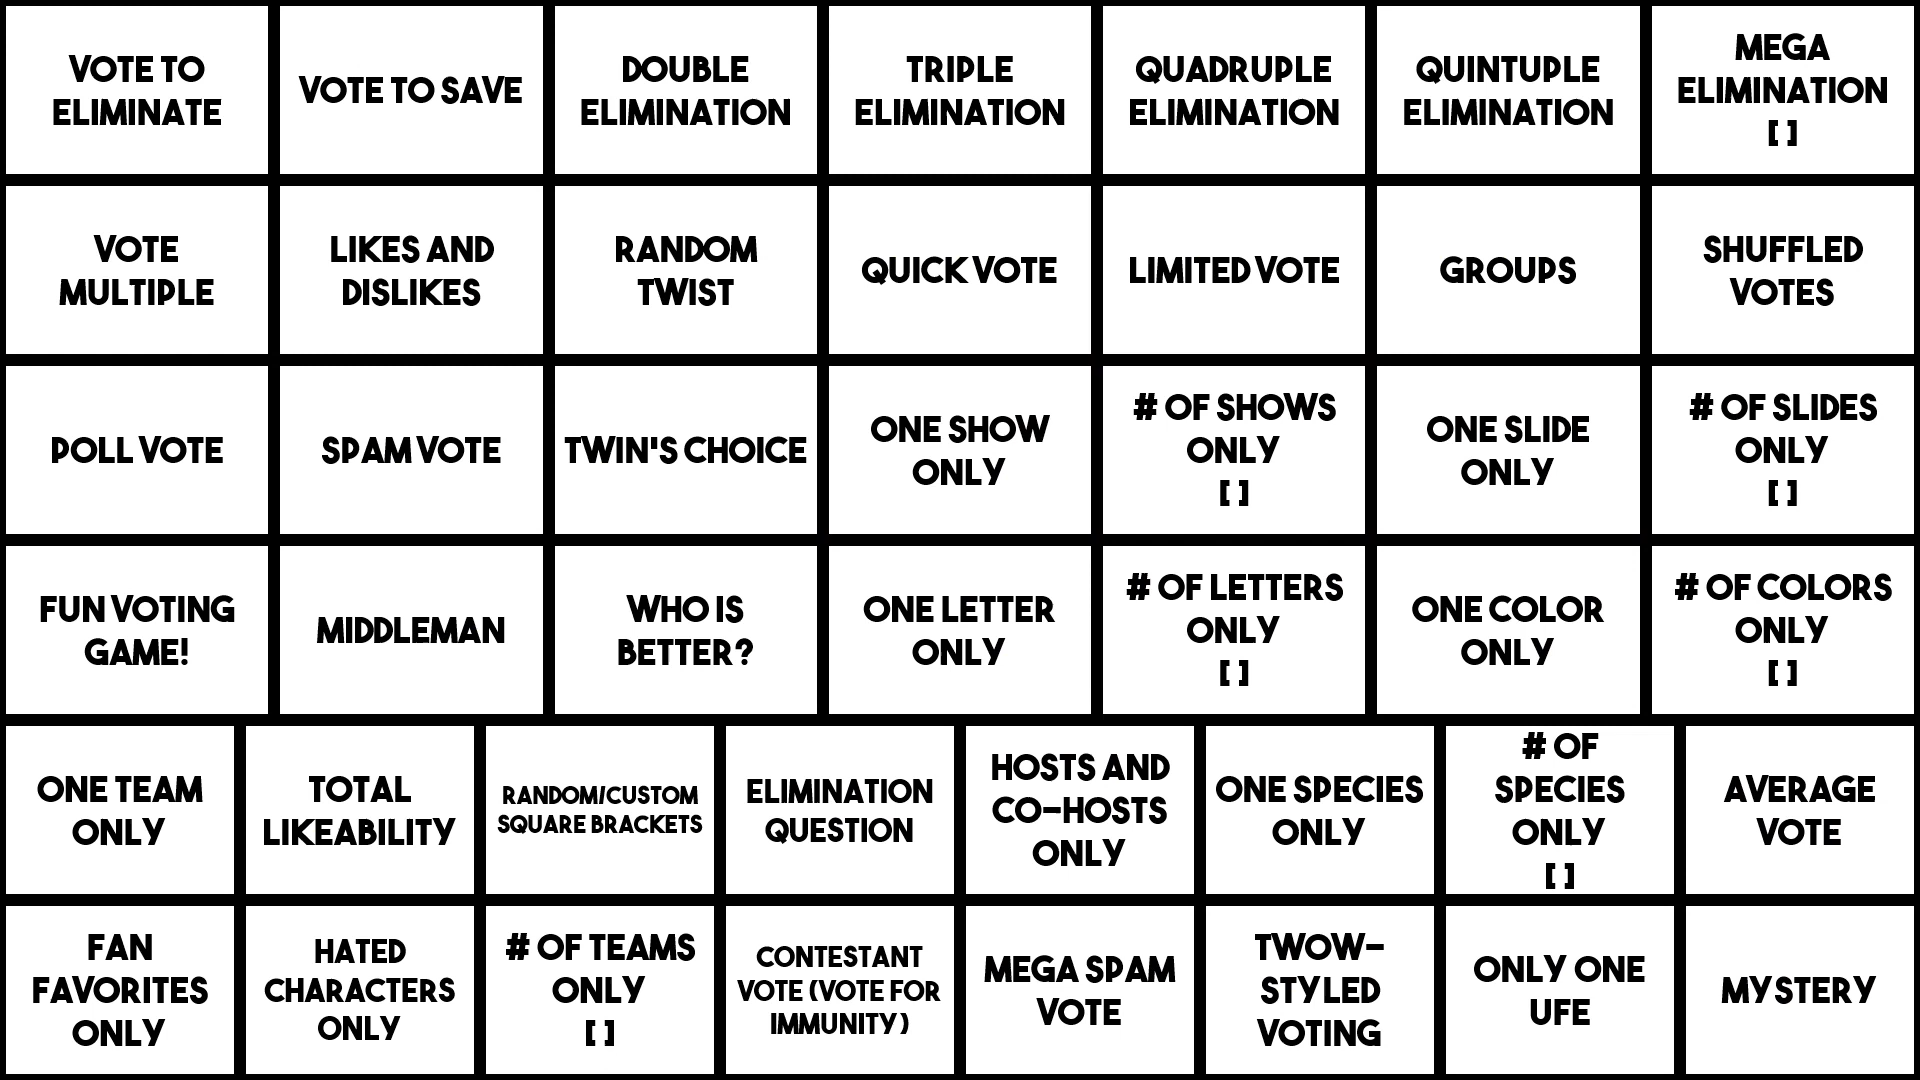 VOTE TO
ELIMINATE
VOTE TO SAVE
DOUBLE
ELIMINATION
TRIPLE
ELIMINATION
QUADRUPLE
ELIMINATION
QUINTUPLE
ELIMINATION
MEGA
ELIMINATION
[ ]
VOTE
MULTIPLE
LIKES AND
DISLIKES
RANDOM
TWIST
QUICK VOTE
LIMITED VOTE
GROUPS
SHUFFLED
VOTES
POLL VOTE
SPAM VOTE
TWIN'S CHOICE
ONE SHOW
ONLY
# OF SHOWS
ONLY
[ ]
ONE SLIDE
ONLY
# OF SLIDES
ONLY
[ ]
FUN VOTING
GAME!
MIDDLEMAN
WHO IS
BETTER?
ONE LETTER
ONLY
# OF LETTERS
ONLY
[ ]
ONE COLOR
ONLY
# OF COLORS
ONLY
[ ]
ONE TEAM
ONLY
TOTAL
LIKEABILITY
RANDOM/CUSTOM
SQUARE BRACKETS
ELIMINATION
QUESTION
HOSTS AND
CO-HOSTS
ONLY
ONE SPECIES
ONLY
# OF
SPECIES
ONLY
[ ]
AVERAGE
VOTE
FAN
FAVORITES
ONLY
HATED
CHARACTERS
ONLY
# OF TEAMS
ONLY
[ ]
CONTESTANT
VOTE (VOTE FOR
IMMUNITY)
MEGA SPAM
VOTE
TWOW-
STYLED
VOTING
ONLY ONE
UFE
MYSTERY